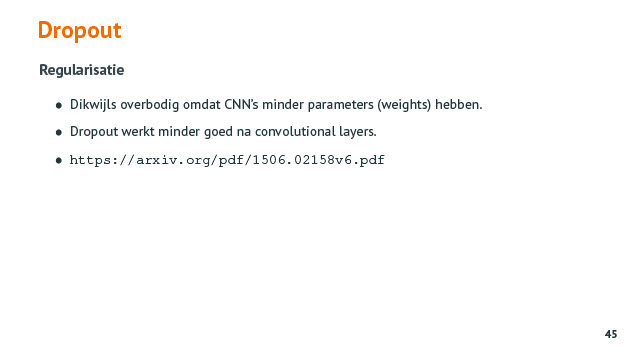 Dropout
Regularisatie
● Dikwijls overbodig omdat CNN's minder parameters (weights) hebben.
● Dropout werkt minder goed na convolutional layers.
● https://arxiv.org/pdf/1506.02158v6.pdf
45